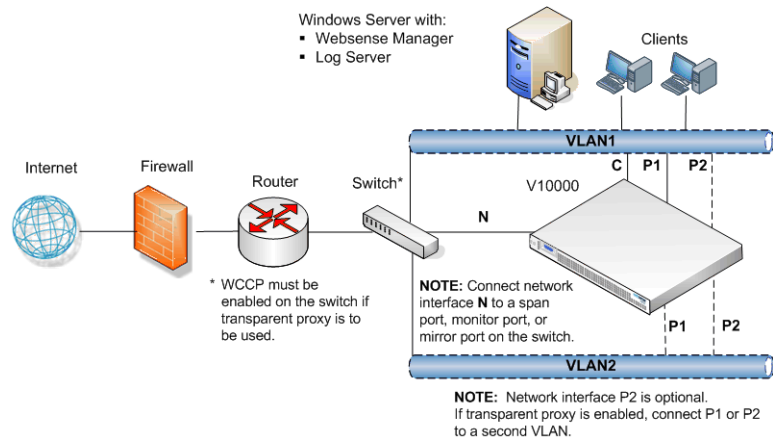 Windows Server with:
▪ Websense Manager
▪ Log Server
Clients
VLAN1
Internet
Firewall
Router
Switch*
C
P1
P2
V10000
N
* WCCP must be
enabled on the switch if
transparent proxy is to
be used.
NOTE: Connect network
interface N to a span
port, monitor port, or
mirror port on the switch.
P1
P2
VLAN2
NOTE: Network interface P2 is optional.
If transparent proxy is enabled, connect P1 or P2
to a second VLAN.